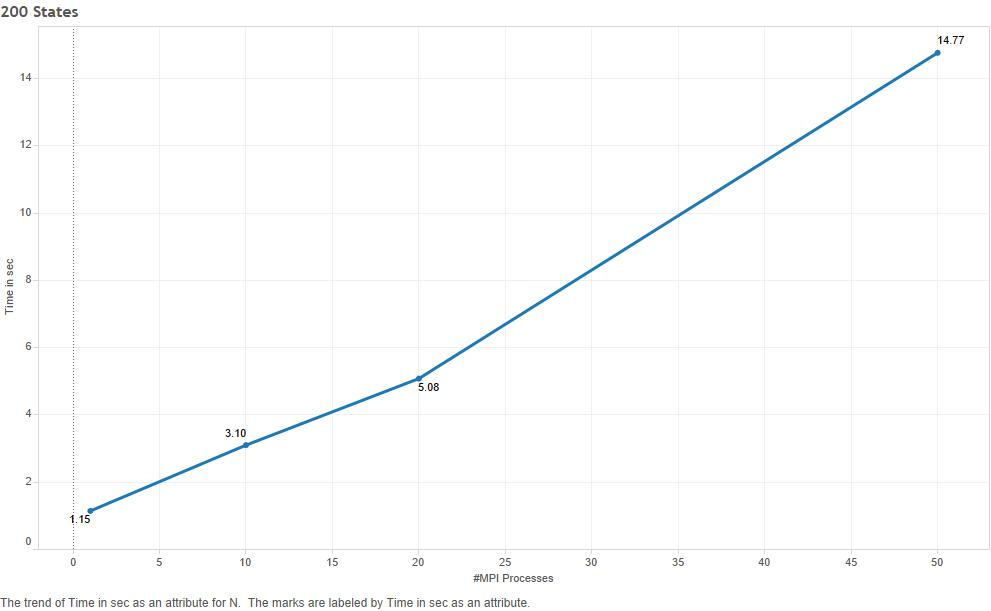 200 States
14.77
14
12
10
8
6
5.08
4
3.10
2
1.15
0
Time in sec
0 5 10 15 20 25 30 35 40 45 50
#MPI Processes
The trend of Time in sec as an attribute for N.  The marks are labeled by Time in sec as an attribute.